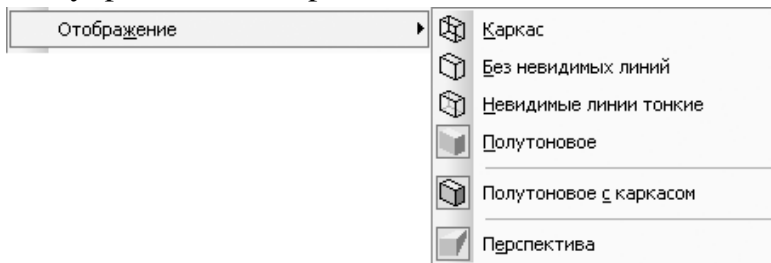 Отображение
Каркас
Без невидимых линий
Невидимые линии тонкие
Полутоновое
Полутоновое с каркасом
Перспектива